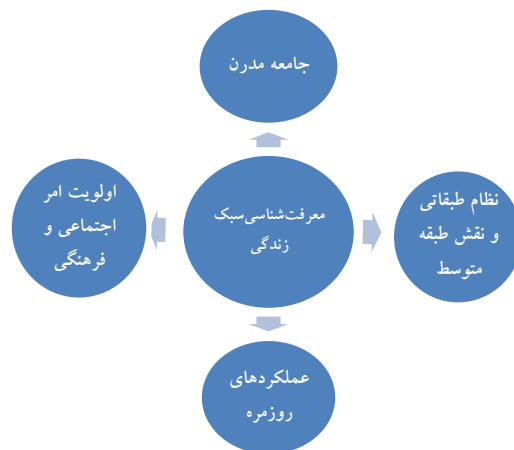 جامعه مدرن
نظام طبقاتی
و نقش طبقه
متوسط
معرفت‌شناسی‌سبک
زندگی
اولویت امر
اجتماعی و
فرهنگی
عملکردهای
روزمره